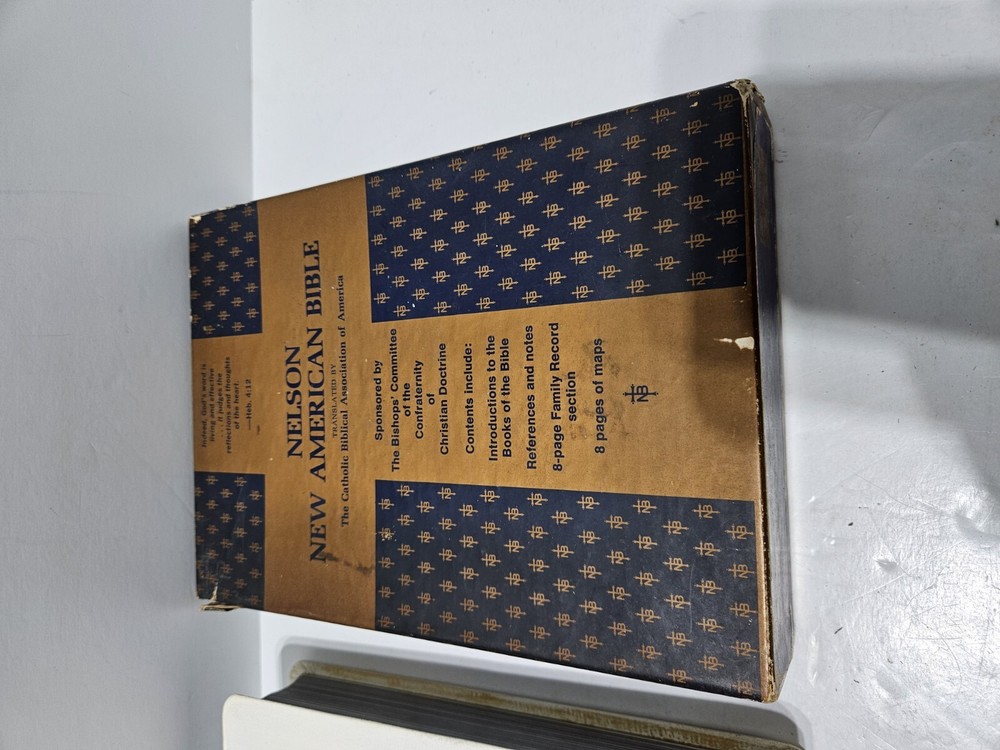 Indeed, God's word is
living and effective
it judges the
reflections and thoughts
of the heart.
—Heb. 4:12
NELSON
NEW AMERICAN BIBLE
TRANSLATED BY
The Catholic Biblical Association of America
Sponsored by
The Bishops' Committee
of the
Confraternity
of
Christian Doctrine
Contents include:
Introductions to the
Books of the Bible
References and notes
8-page Family Record
section
8 pages of maps
NB